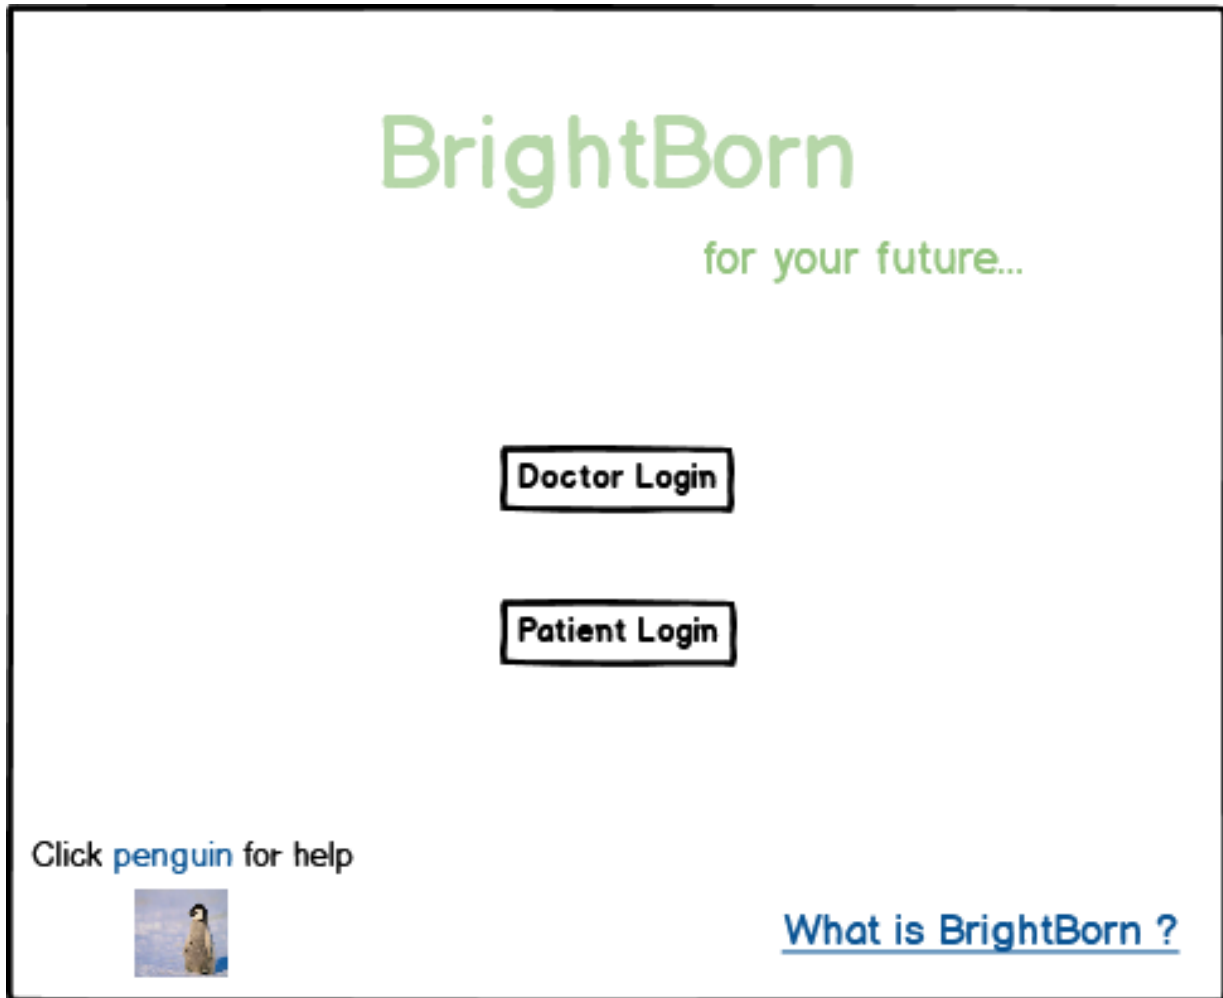 BrightBorn
for your future...
Doctor Login
Patient Login
Click penguin for help
What is BrightBorn ?